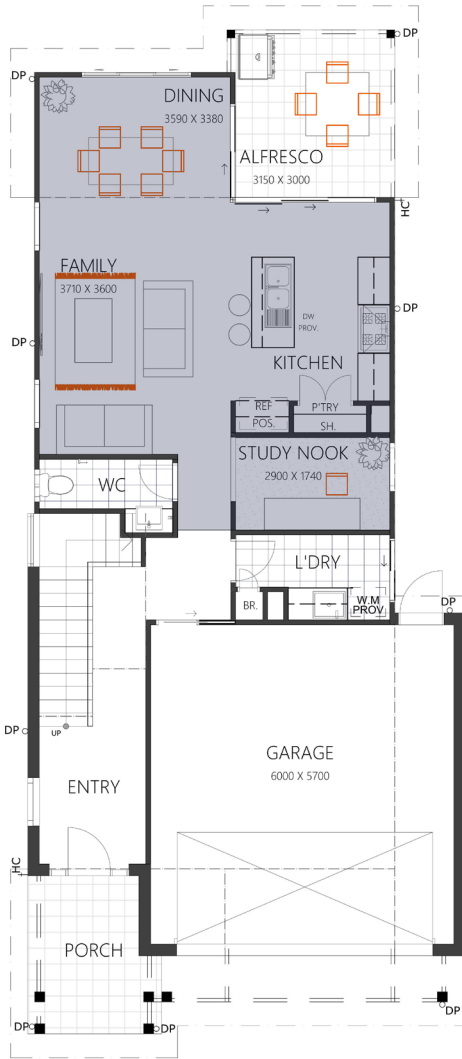 DP
DP
DINING
3590 X 3380
ALFRESCO
3150 X 3000
HC
FAMILY
3710 X 3600
DP
DW
PROV.
DP
KITCHEN
REF
POS.
P'TRY
SH.
STUDY NOOK
2900 X 1740
WC
L'DRY
BR.
W.M
PROV
DP
DP
UP
GARAGE
6000 X 5700
ENTRY
HC
PORCH
DP
DP
DP